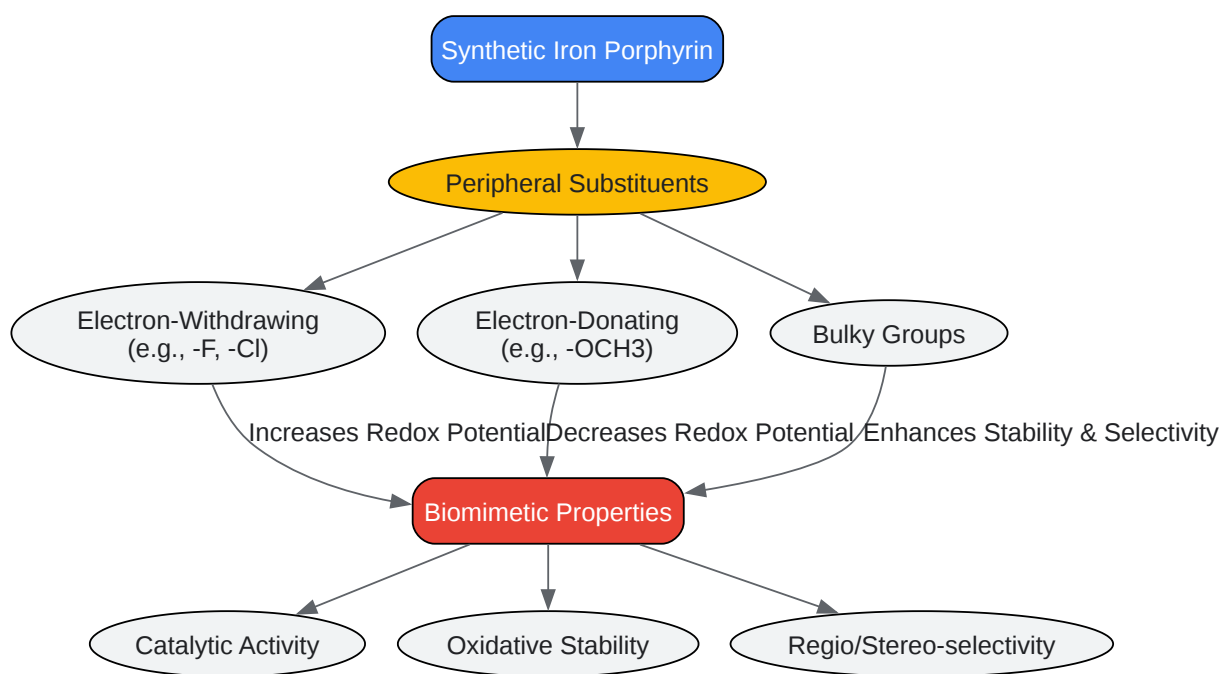 Synthetic Iron Porphyrin
Peripheral Substituents
Electron-Withdrawing
(e.g., -F, -Cl)
Electron-Donating
(e.g., -OCH3)
Bulky Groups
Increases Redox Potential
Decreases Redox Potential
Enhances Stability & Selectivity
Biomimetic Properties
Catalytic Activity
Oxidative Stability
Regio/Stereo-selectivity